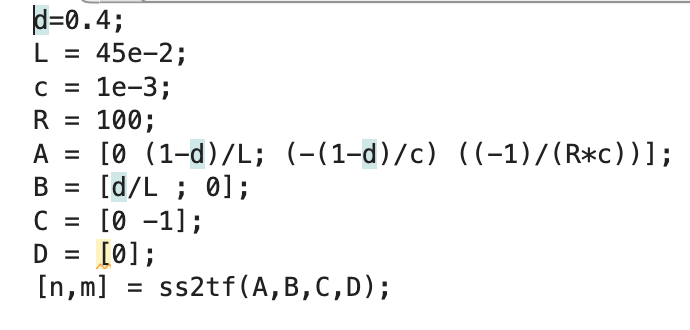 d=0.4;
L = 45e-2;
c = 1e-3;
R = 100;
A = [0 (1-d)/L; (-(1-d)/c) ((-1)/(R*c))];
B = [d/L ; 0];
C = [0 -1];
D = [0];
[n,m] = ss2tf(A,B,C,D);